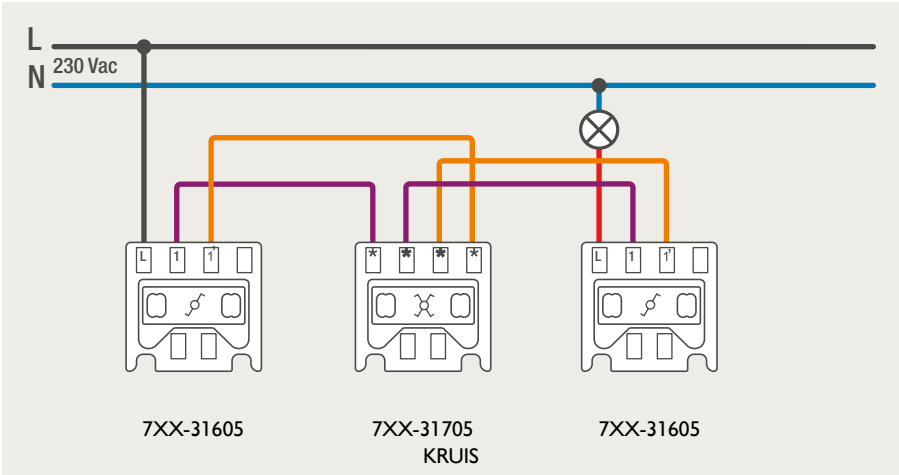 L
230 Vac
N
L 1 1'
* * * *
L 1 1'
7XX-31605 7XX-31705 7XX-31605
KRUIS